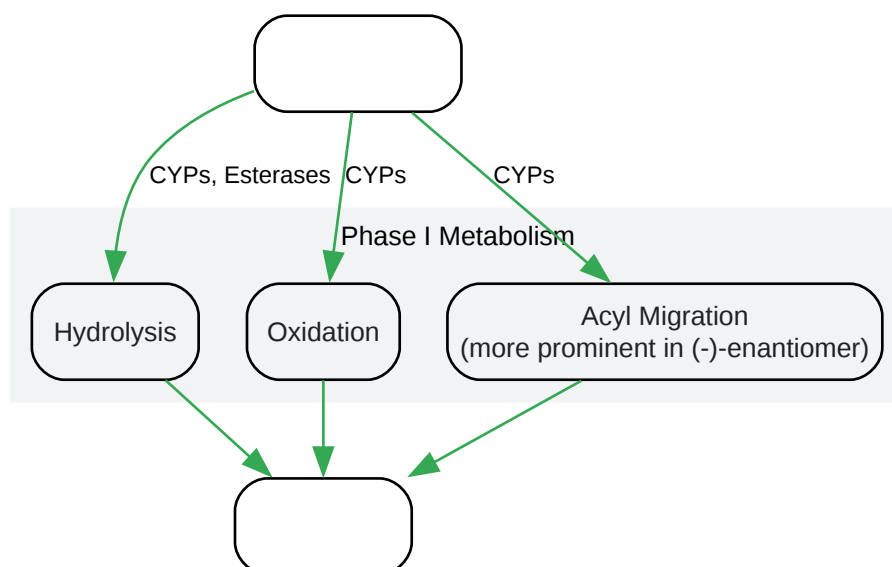 CYPs, Esterases
CYPs
CYPs
Phase I Metabolism
Hydrolysis
Oxidation
Acyl Migration
(more prominent in (-)-enantiomer)